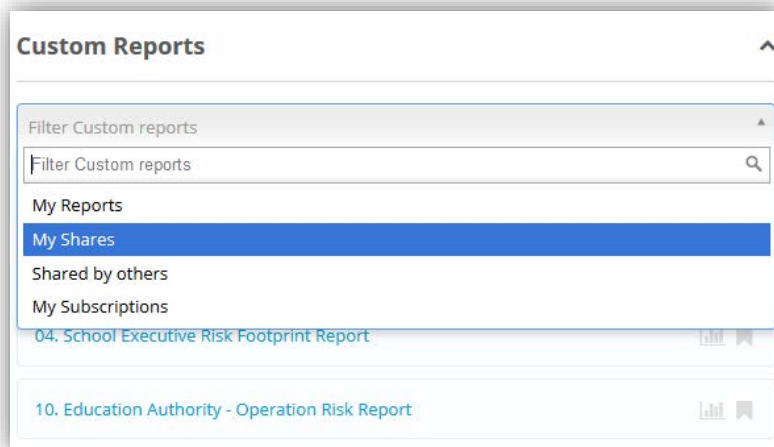 Custom Reports
Filter Custom reports
Filter Custom reports
My Reports
My Shares
Shared by others
My Subscriptions
04. School Executive Risk Footprint Report
10. Education Authority - Operation Risk Report